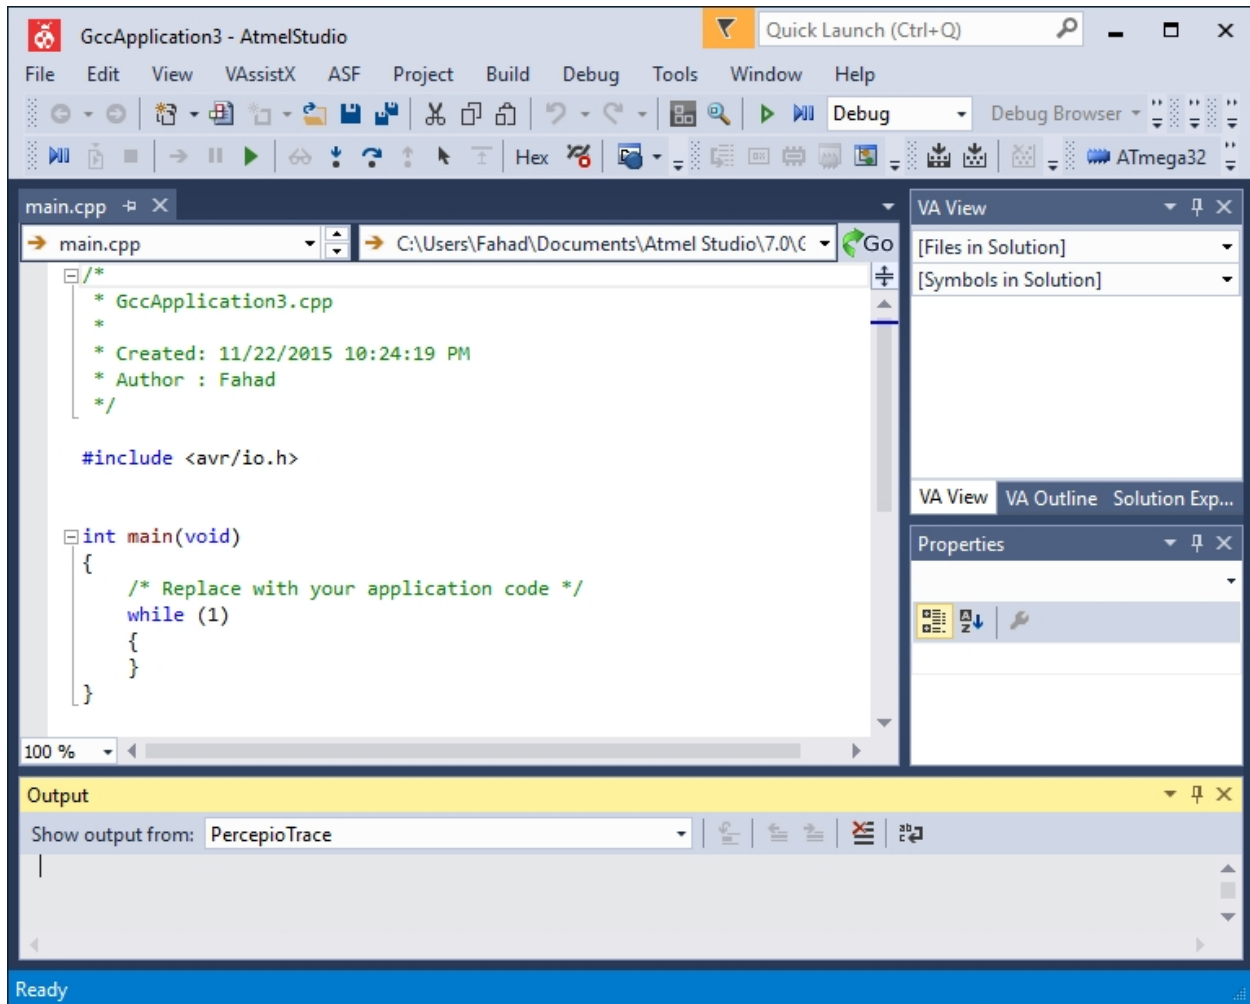 GccApplication3 - AtmelStudio
Quick Launch (Ctrl+Q)
File Edit View VAssistX ASF Project Build Debug Tools Window Help
Debug Debug Browser
Hex ATmega32
main.cpp
main.cpp C:\Users\Fahad\Documents\Atmel Studio\7.0\G Go
/*
* GccApplication3.cpp
*
* Created: 11/22/2015 10:24:19 PM
* Author : Fahad
*/
#include <avr/io.h>
int main(void)
{
/* Replace with your application code */
while (1)
{
}
}
100 %
VA View
[Files in Solution]
[Symbols in Solution]
VA View VA Outline Solution Exp...
Properties
Output
Show output from: PercepioTrace
Ready